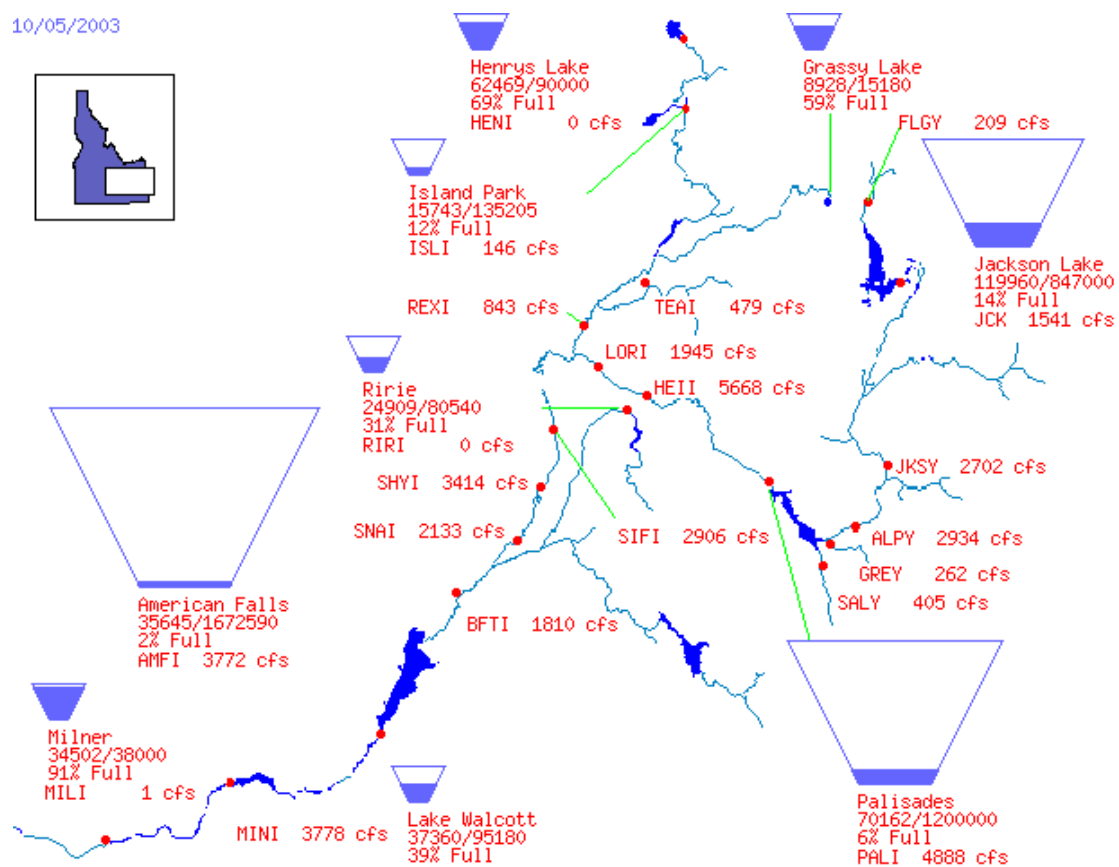 10/05/2003
Henrys Lake
62469/90000
69% Full
HENI 0 cfs
Grassy Lake
8928/15180
59% Full
FLGY 209 cfs
Island Park
15743/135205
12% Full
ISLI 146 cfs
Jackson Lake
119960/847000
14% Full
JCK 1541 cfs
REXI 843 cfs
TEAI 479 cfs
LORI 1945 cfs
HEII 5668 cfs
Ririe
24909/80540
31% Full
RIRI 0 cfs
JKSY 2702 cfs
SHYI 3414 cfs
SNAI 2133 cfs
SIFI 2906 cfs
ALPY 2934 cfs
GREY 262 cfs
SALY 405 cfs
American Falls
35645/1672590
2% Full
AMFI 3772 cfs
BFTI 1810 cfs
Milner
34502/38000
91% Full
MILI 1 cfs
MINI 3778 cfs
Lake Walcott
37360/95180
39% Full
Palisades
70162/1200000
6% Full
PALI 4888 cfs